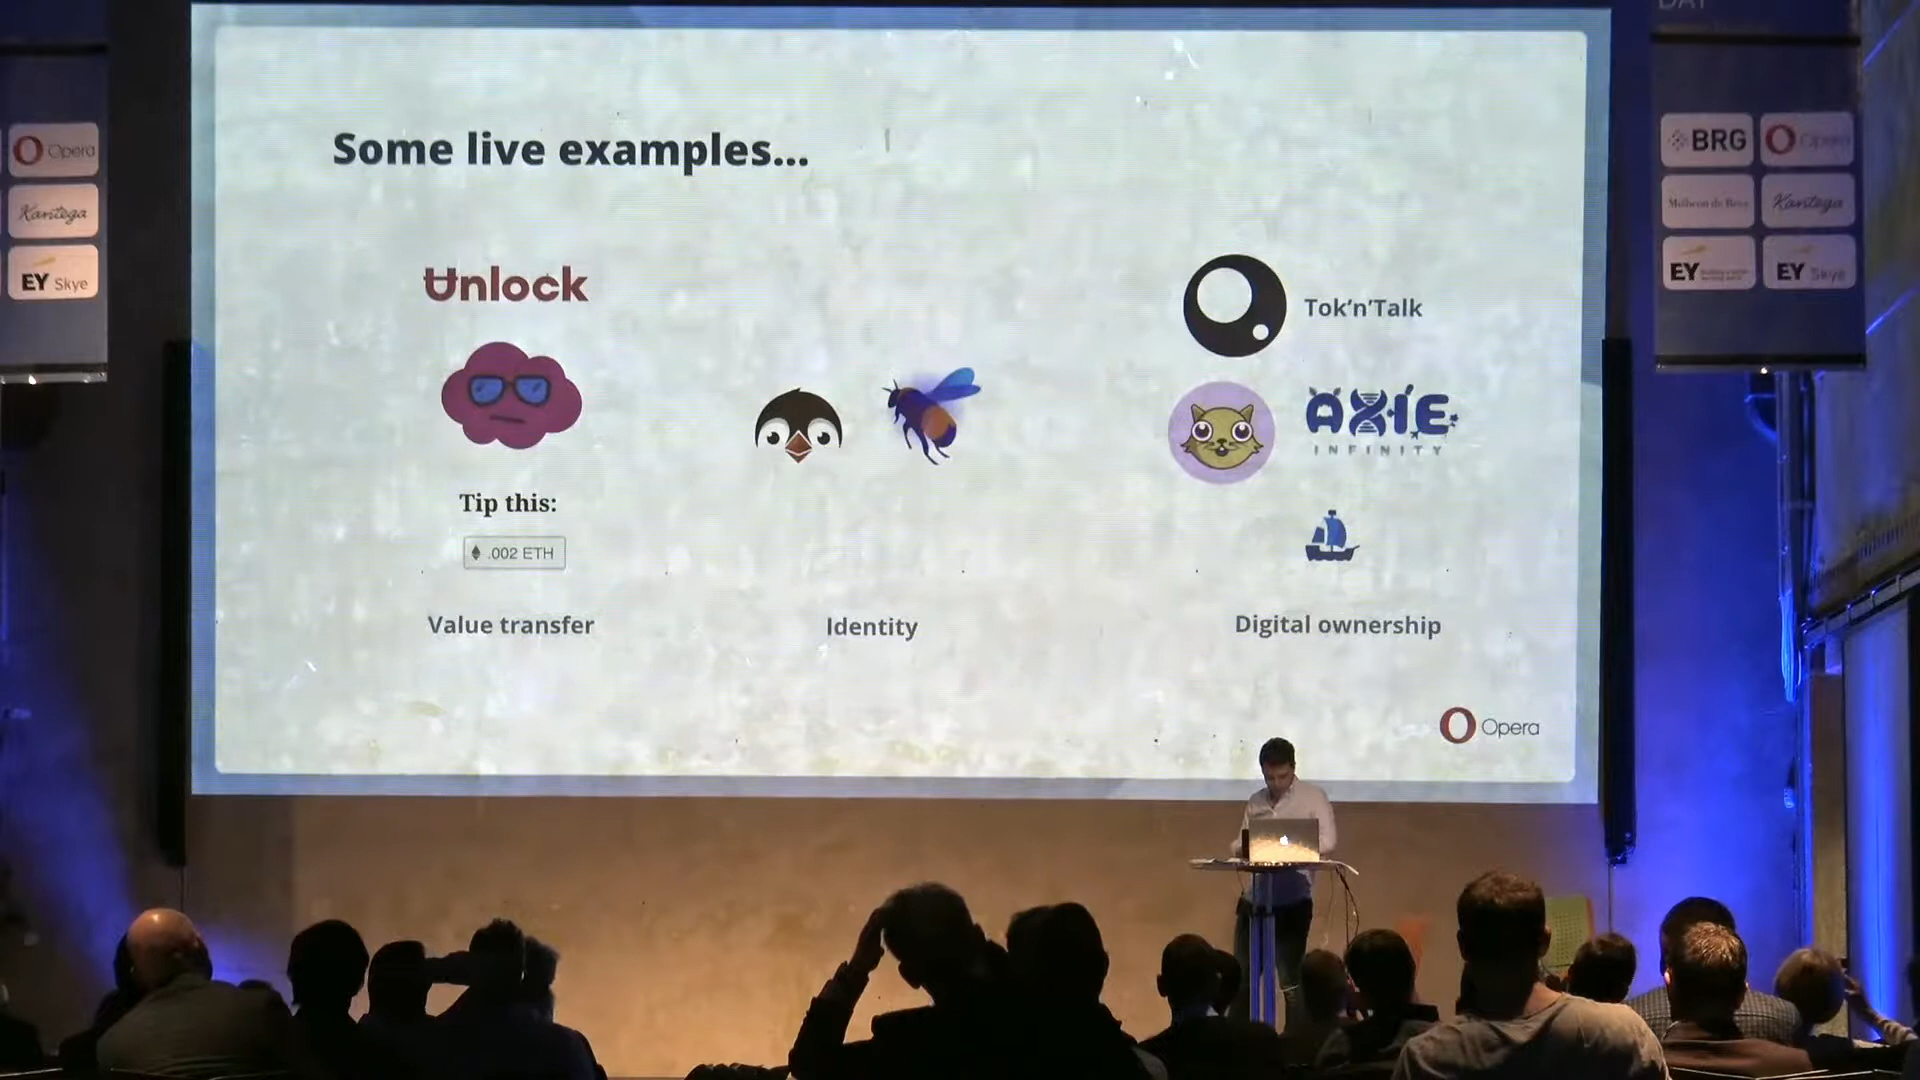 DAY
Opera
Kantega
EY Skye
Some live examples...
Unlock
Tip this:
.002 ETH
Value transfer
Identity
Tok'n'Talk
AXIE
INFINITY
Digital ownership
Opera
BRG
Opera
Kantega
EY
EY Skye